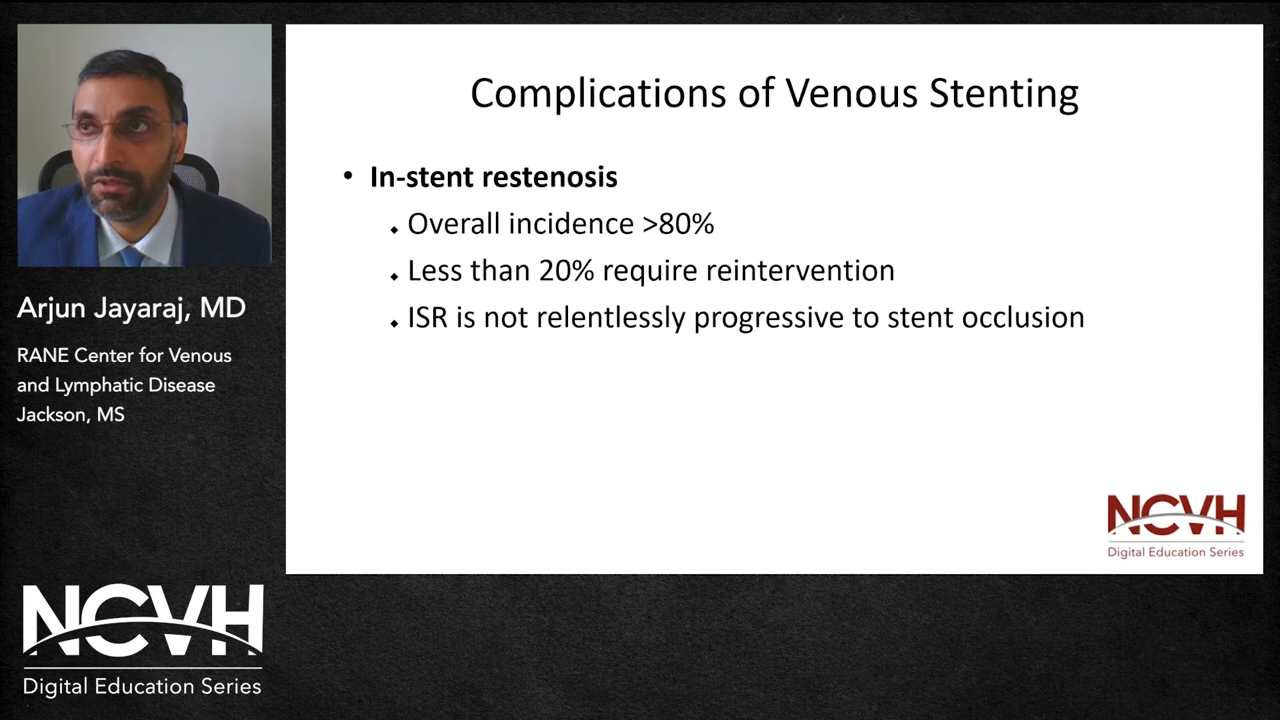 Complications of Venous Stenting
• In-stent restenosis
⬥ Overall incidence >80%
⬥ Less than 20% require reintervention
⬥ ISR is not relentlessly progressive to stent occlusion
Arjun Jayaraj, MD
RANE Center for Venous
and Lymphatic Disease
Jackson, MS
NCVH
Digital Education Series
NCVH
Digital Education Series